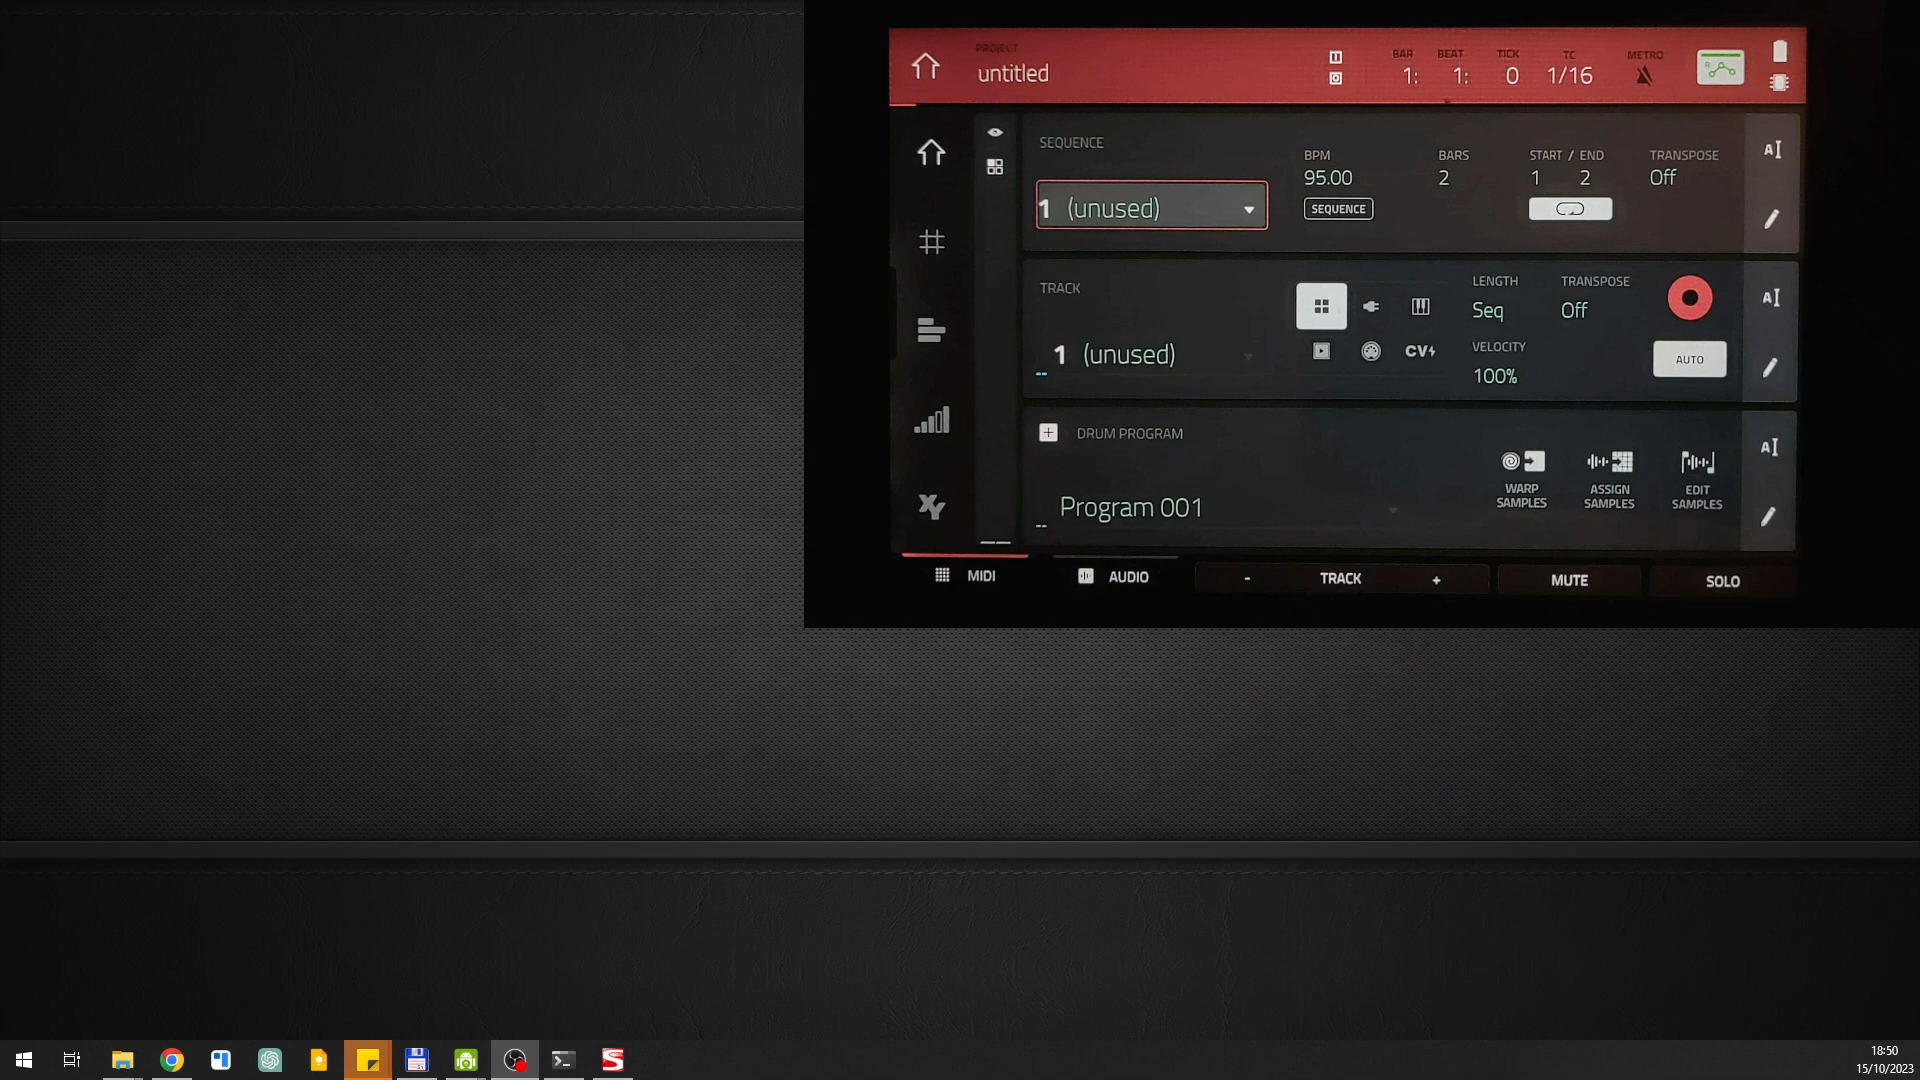 PROJECT
untitled
BAR BEAT TICK TC METRO
1: 1: 0 1/16
SEQUENCE
1 (unused)
BPM
95.00
SEQUENCE
BARS
2
START / END
1 2
TRANSPOSE
Off
TRACK
1 (unused)
CV
LENGTH
Seq
TRANSPOSE
Off
VELOCITY
100%
AUTO
DRUM PROGRAM
Program 001
WARP SAMPLES
ASSIGN SAMPLES
EDIT SAMPLES
XY
MIDI AUDIO - TRACK + MUTE SOLO
18:50
15/10/2023